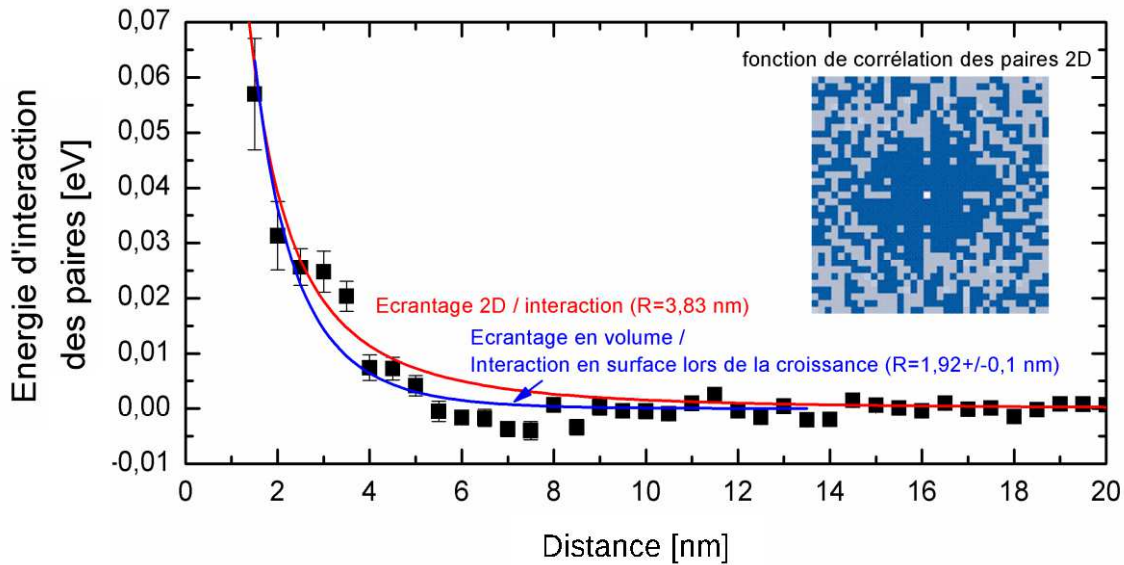 0,07
0,06
0,05
0,04
0,03
0,02
0,01
0,00
-0,01
Energie d'interaction
des paires [eV]
fonction de corrélation des paires 2D
Ecrantage 2D / interaction (R=3,83 nm)
Ecrantage en volume /
Interaction en surface lors de la croissance (R=1,92+/-0,1 nm)
0 2 4 6 8 10 12 14 16 18 20
Distance [nm]